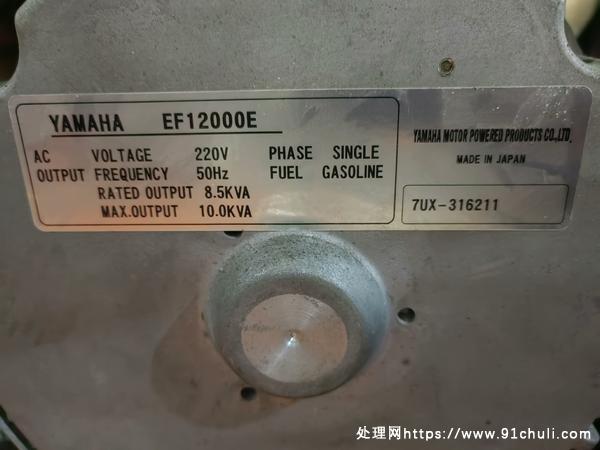 YAMAHA EF12000E
AC VOLTAGE 220V PHASE SINGLE
OUTPUT FREQUENCY 50Hz FUEL GASOLINE
RATED OUTPUT 8.5KVA
MAX.OUTPUT 10.0KVA
YAMAHA MOTOR POWERED PRODUCTS CO.,LTD.
MADE IN JAPAN
7UX-316211
处理网https://www.91chuli.com/